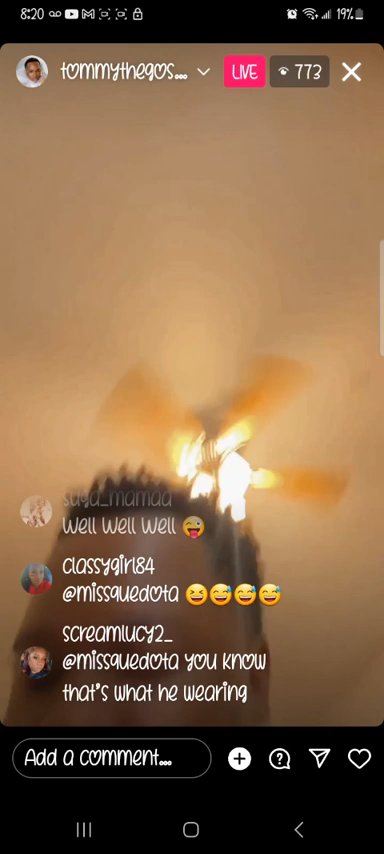 8:20 19%
tommythegos... LIVE 773
suga_mamaa
well well well 😜
classygirl84
@missquedota 😆😅😅😅
screamlucy2_
@missquedota you know
that's what he wearing
Add a comment...